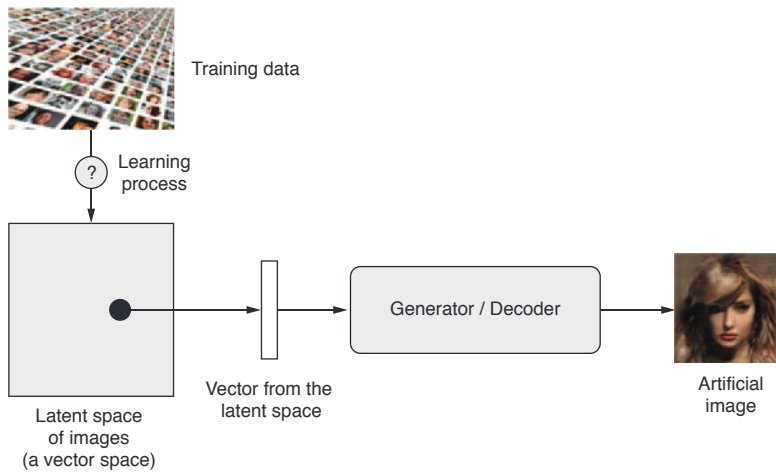 Training data
?
Learning
process
Generator / Decoder
Vector from the
latent space
Artificial
image
Latent space
of images
(a vector space)